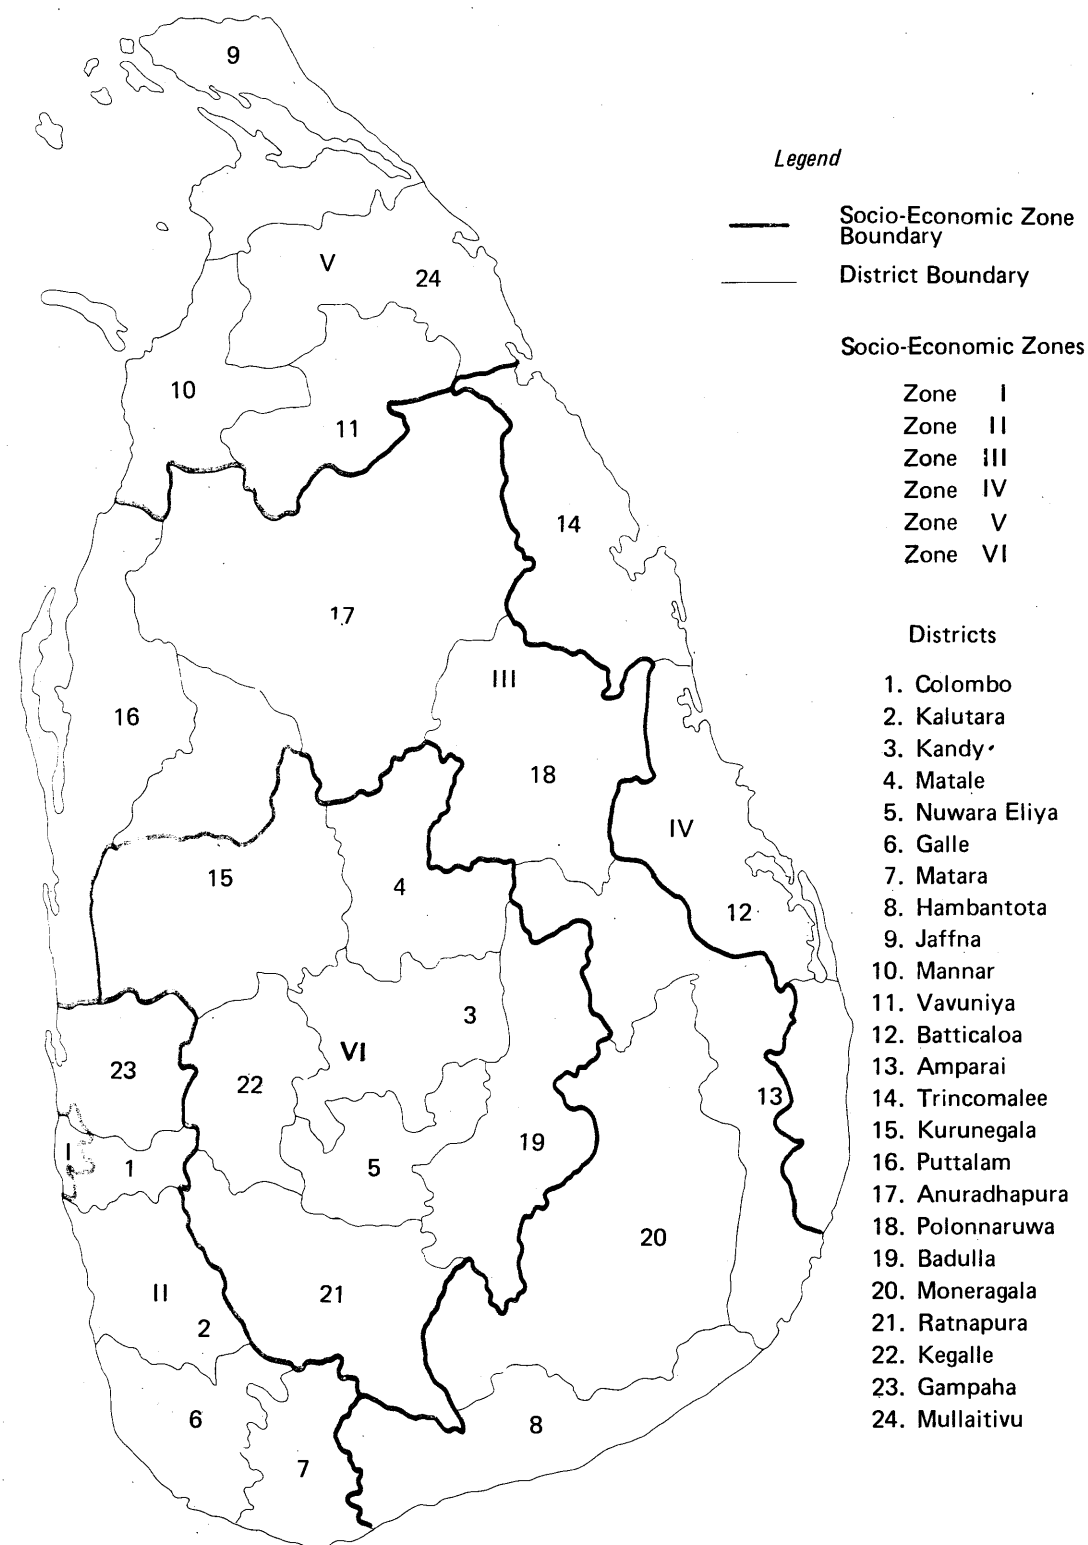 9
V
24
10
11
14
17
III
16
18
IV
15
4
12
3
VI
23
22
13
I
1
19
5
20
II
21
2
6
8
7
Legend
Socio-Economic Zone
Boundary
District Boundary
Socio-Economic Zones
Zone I
Zone II
Zone III
Zone IV
Zone V
Zone VI
Districts
1. Colombo
2. Kalutara
3. Kandy
4. Matale
5. Nuwara Eliya
6. Galle
7. Matara
8. Hambantota
9. Jaffna
10. Mannar
11. Vavuniya
12. Batticaloa
13. Amparai
14. Trincomalee
15. Kurunegala
16. Puttalam
17. Anuradhapura
18. Polonnaruwa
19. Badulla
20. Moneragala
21. Ratnapura
22. Kegalle
23. Gampaha
24. Mullaitivu